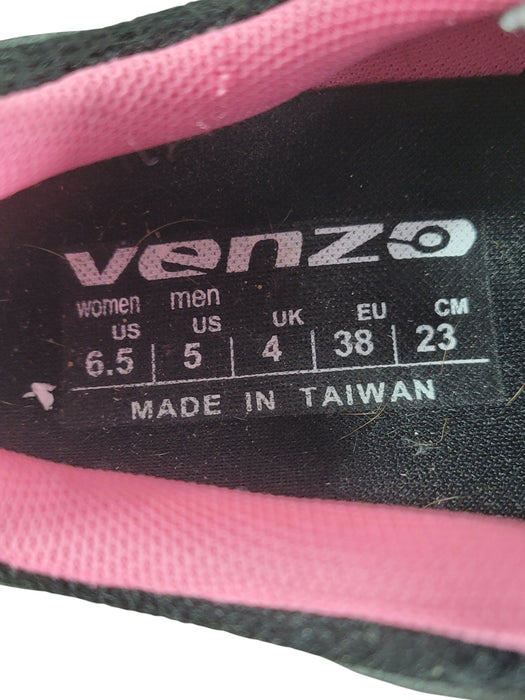 venzo
women men
US US UK EU CM
6.5 5 4 38 23
MADE IN TAIWAN